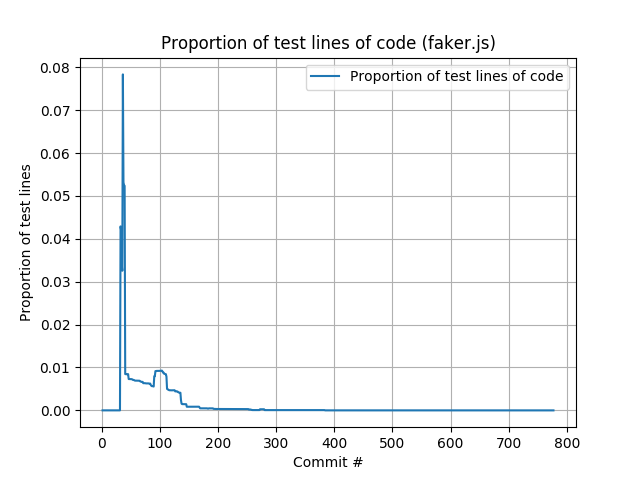 Proportion of test lines of code (faker.js)
Proportion of test lines of code
0.08
0.07
0.06
0.05
0.04
0.03
0.02
0.01
0.00
Proportion of test lines
0 100 200 300 400 500 600 700 800
Commit #